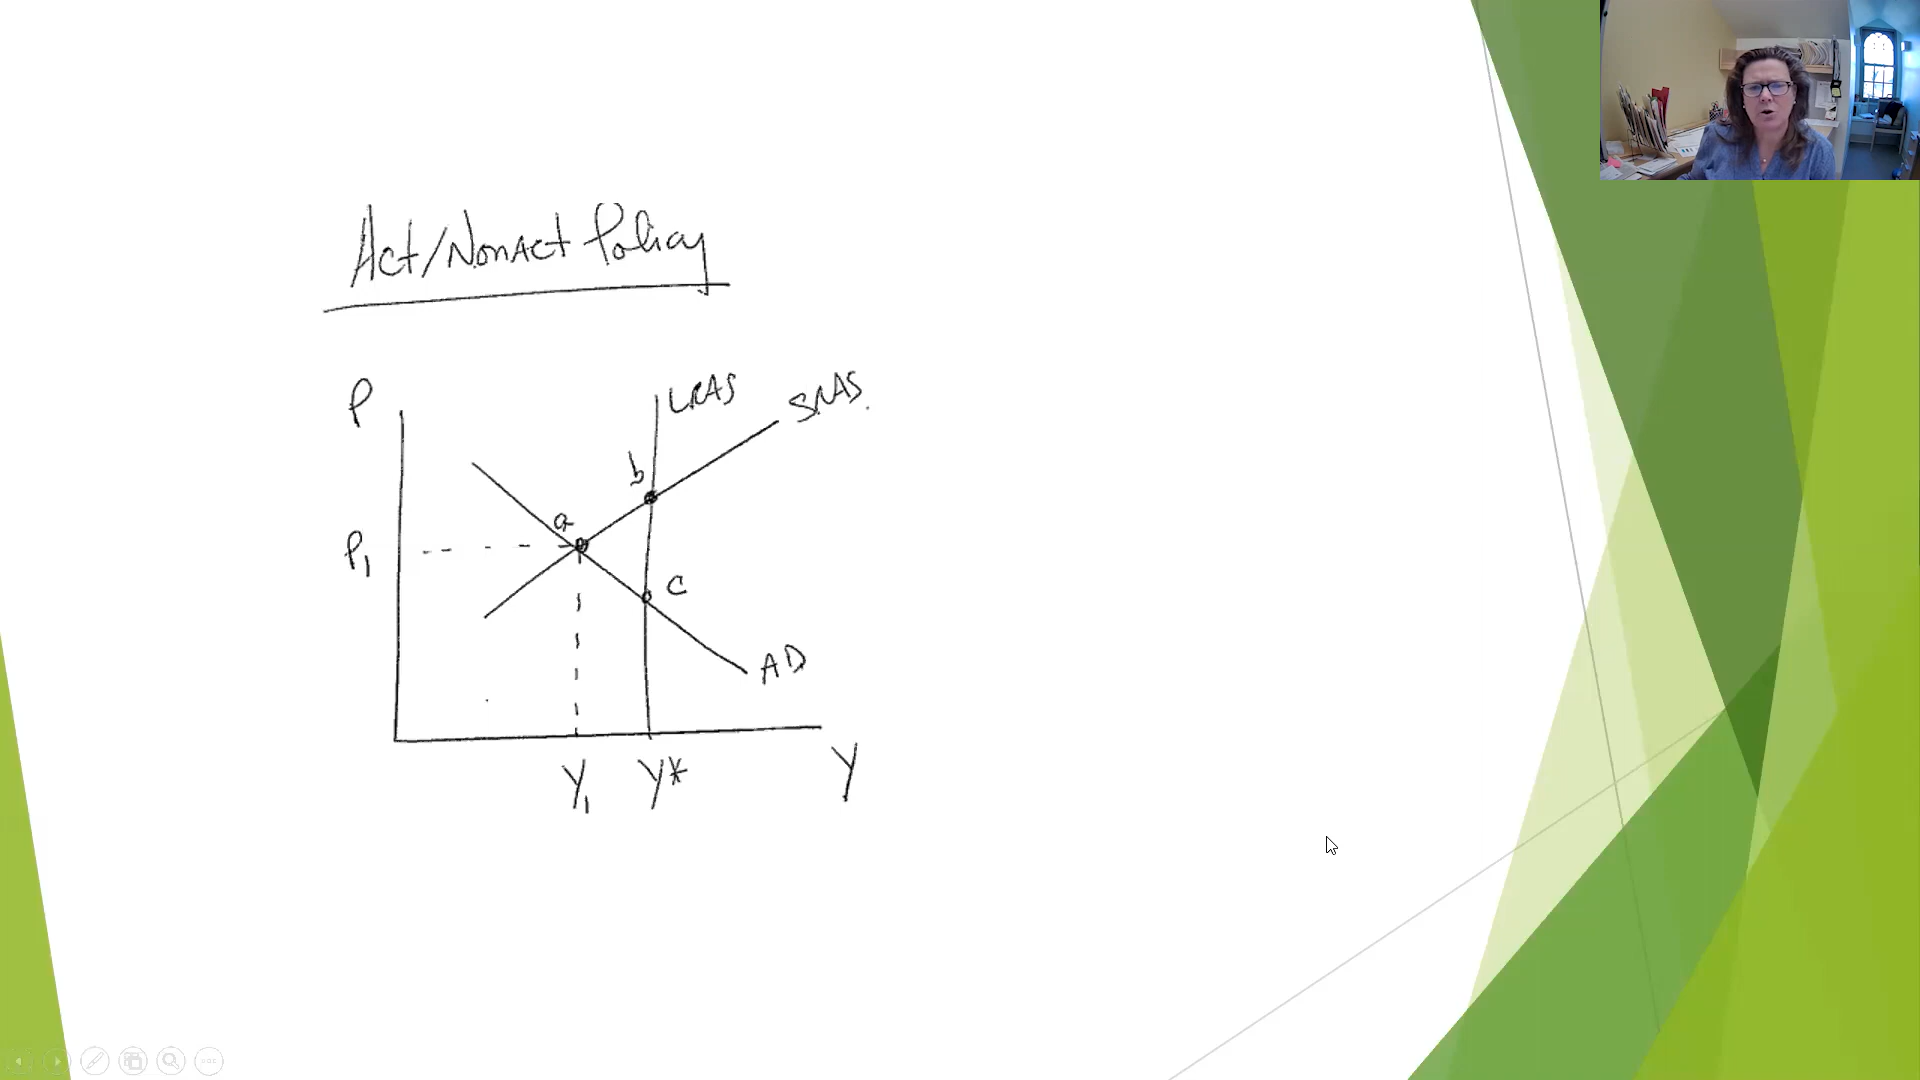 Act/NonAct Policy
P
LRAS
SRAS.
b
a
P1
c
AD
Y1
Y*
Y